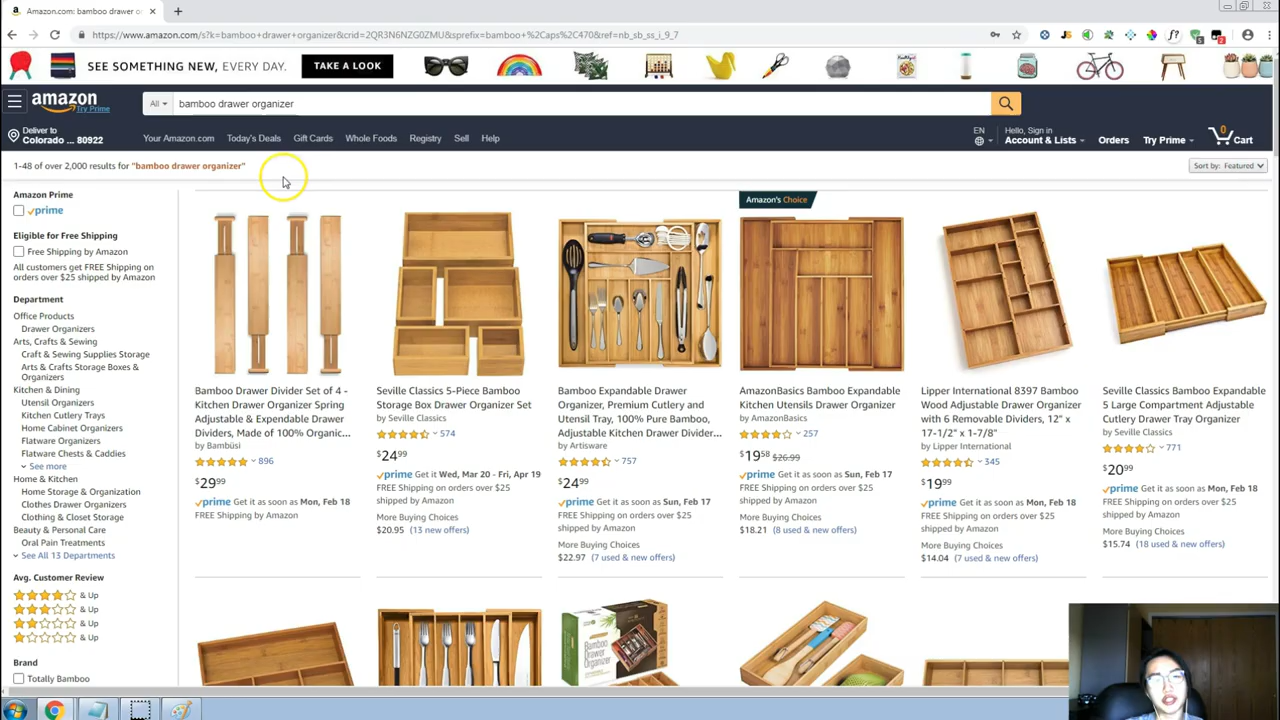 Amazon.com: bamboo drawer or
https://www.amazon.com/s?k=bamboo+drawer+organizer&crid=2QR3N6NZG0ZMU&sprefix=bamboo+%2Caps%2C470&ref=nb_sb_ss_i_9_7
SEE SOMETHING NEW, EVERY DAY. TAKE A LOOK
amazon
Try Prime
All bamboo drawer organizer
Deliver to
Colorado ... 80922
Your Amazon.com Today's Deals Gift Cards Whole Foods Registry Sell Help
EN
Hello, Sign in
Account & Lists Orders Try Prime 0 Cart
1-48 of over 2,000 results for "bamboo drawer organizer"
Sort by: Featured
Amazon Prime
prime
Eligible for Free Shipping
Free Shipping by Amazon
All customers get FREE Shipping on
orders over $25 shipped by Amazon
Department
Office Products
Drawer Organizers
Arts, Crafts & Sewing
Craft & Sewing Supplies Storage
Arts & Crafts Storage Boxes &
Organizers
Kitchen & Dining
Utensil Organizers
Kitchen Cutlery Trays
Home Cabinet Organizers
Flatware Organizers
Flatware Chests & Caddies
See more
Home & Kitchen
Home Storage & Organization
Clothes Drawer Organizers
Clothing & Closet Storage
Beauty & Personal Care
Oral Pain Treatments
See All 13 Departments
Avg. Customer Review
& Up
& Up
& Up
& Up
Brand
Totally Bamboo
Bamboo Drawer Divider Set of 4 -
Kitchen Drawer Organizer Spring
Adjustable & Expendable Drawer
Dividers, Made of 100% Organic...
by Bambüsi
896
$29.99
prime Get it as soon as Mon, Feb 18
FREE Shipping by Amazon
Seville Classics 5-Piece Bamboo
Storage Box Drawer Organizer Set
by Seville Classics
574
$24.99
prime Get it Wed, Mar 20 - Fri, Apr 19
FREE Shipping on orders over $25
shipped by Amazon
More Buying Choices
$20.95 (13 new offers)
Bamboo Expandable Drawer
Organizer, Premium Cutlery and
Utensil Tray, 100% Pure Bamboo,
Adjustable Kitchen Drawer Divider...
by Artisware
757
$24.99
prime Get it as soon as Sun, Feb 17
FREE Shipping on orders over $25
shipped by Amazon
More Buying Choices
$22.97 (7 used & new offers)
Bamboo
Drawer
Organizer
Amazon's Choice
AmazonBasics Bamboo Expandable
Kitchen Utensils Drawer Organizer
by AmazonBasics
257
$19.58 $26.99
prime Get it as soon as Sun, Feb 17
FREE Shipping on orders over $25
shipped by Amazon
More Buying Choices
$18.21 (8 used & new offers)
Lipper International 8397 Bamboo
Wood Adjustable Drawer Organizer
with 6 Removable Dividers, 12" x
17-1/2" x 1-7/8"
by Lipper International
345
$19.99
prime Get it as soon as Mon, Feb 18
FREE Shipping on orders over $25
shipped by Amazon
More Buying Choices
$14.04 (7 used & new offers)
Seville Classics Bamboo Expandable
5 Large Compartment Adjustable
Cutlery Drawer Tray Organizer
by Seville Classics
771
$20.99
prime Get it as soon as Mon, Feb 18
FREE Shipping on orders over $25
shipped by Amazon
More Buying Choices
$15.74 (18 used & new offers)